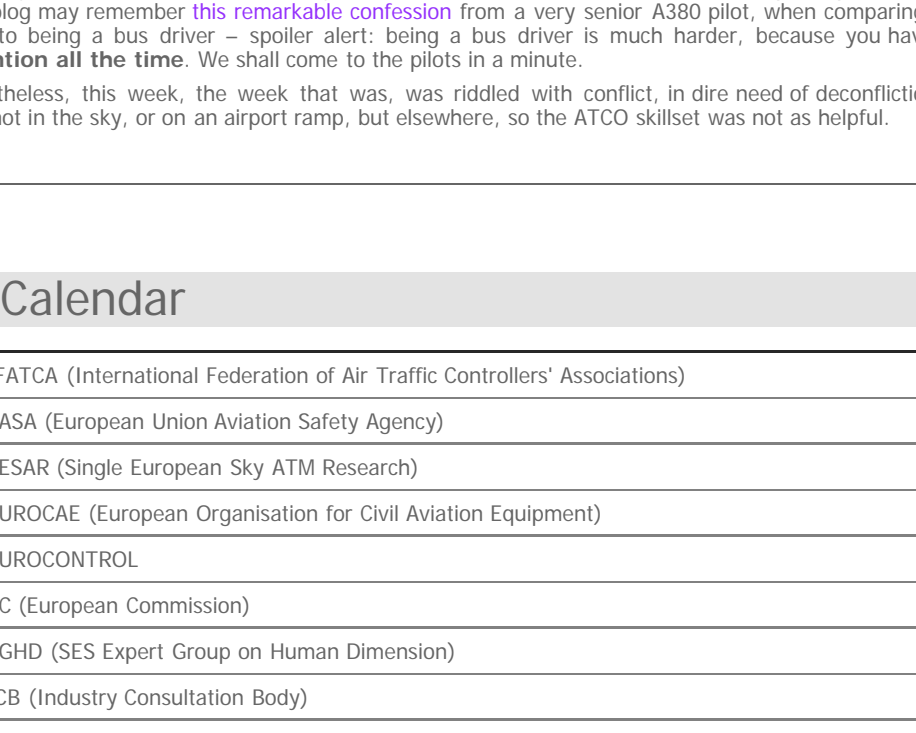 blog may remember this remarkable confession from a very senior A380 pilot, when comparing
to being a bus driver – spoiler alert: being a bus driver is much harder, because you hav
ntion all the time. We shall come to the pilots in a minute.
theless, this week, the week that was, was riddled with conflict, in dire need of deconflictio
not in the sky, or on an airport ramp, but elsewhere, so the ATCO skillset was not as helpful.
Calendar
FATCA (International Federation of Air Traffic Controllers' Associations)
ASA (European Union Aviation Safety Agency)
ESAR (Single European Sky ATM Research)
UROCAE (European Organisation for Civil Aviation Equipment)
UROCONTROL
C (European Commission)
GHD (SES Expert Group on Human Dimension)
CB (Industry Consultation Body)